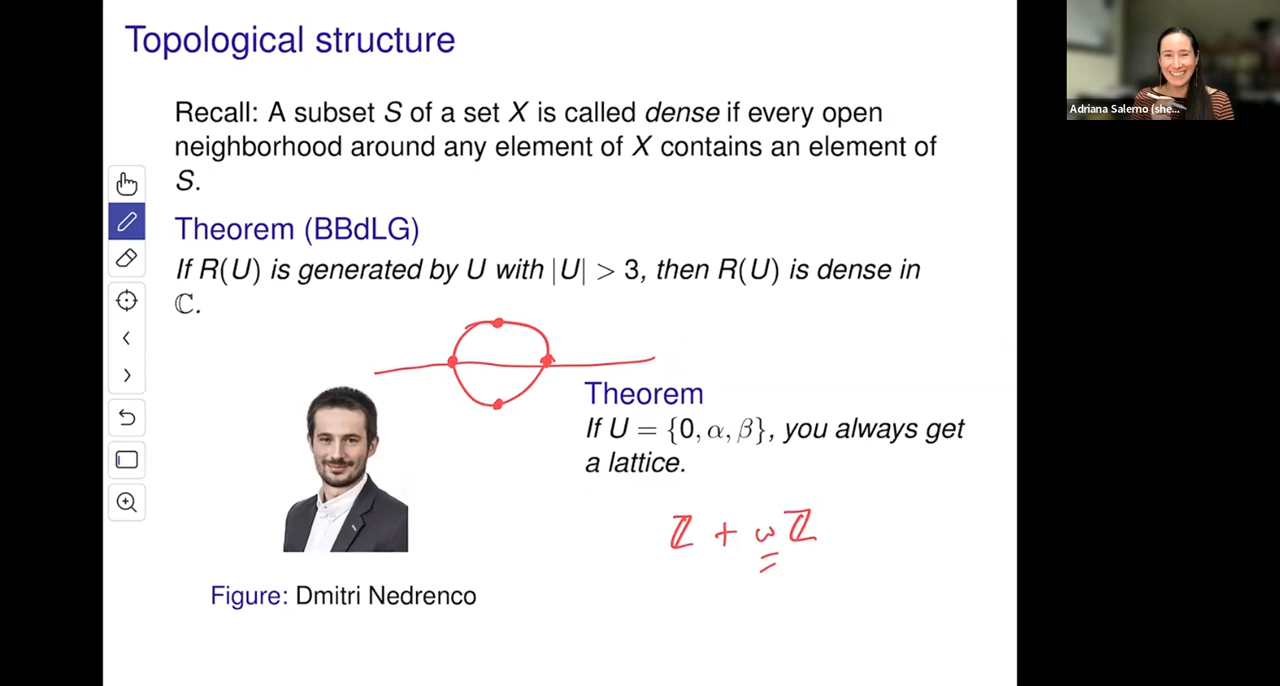 Topological structure
Recall: A subset S of a set X is called dense if every open
neighborhood around any element of X contains an element of
S.
Theorem (BBdLG)
If R(U) is generated by U with |U| > 3, then R(U) is dense in
ℂ.
Theorem
If U = {0, α, β}, you always get
a lattice.
ℤ + ωℤ
Figure: Dmitri Nedrenco
Adriana Salerno (she...